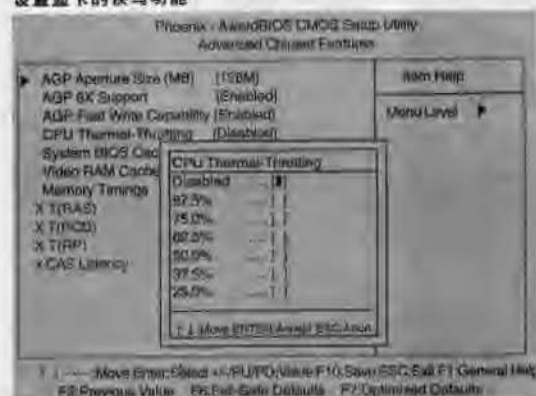 设置显卡的快写功能
Phoenix - AwardBIOS CMOS Setup Utility
Advanced Chipset Features
AGP Aperture Size (MB) [128M]
AGP 8X Support [Enabled]
AGP Fast Write Capability [Enabled]
CPU Thermal-Throttling [Disabled]
System BIOS Cac
Video RAM Cache
Memory Timings
X T(RAS)
X T(RCD)
X T(RP)
x CAS Latency
Item Help
Menu Level
CPU Thermal-Throttling
Disabled .... [■]
87.5% .... [ ]
75.0% .... [ ]
62.5% .... [ ]
50.0% .... [ ]
37.5% .... [ ]
25.0% .... [ ]
↑↓:Move ENTER:Accept ESC:Abort
Move Enter:Select +/-/PU/PD:Value F10:Save ESC:Exit F1:General Help
F5:Previous Value F6:Fail-Safe Defaults F7:Optimized Defaults